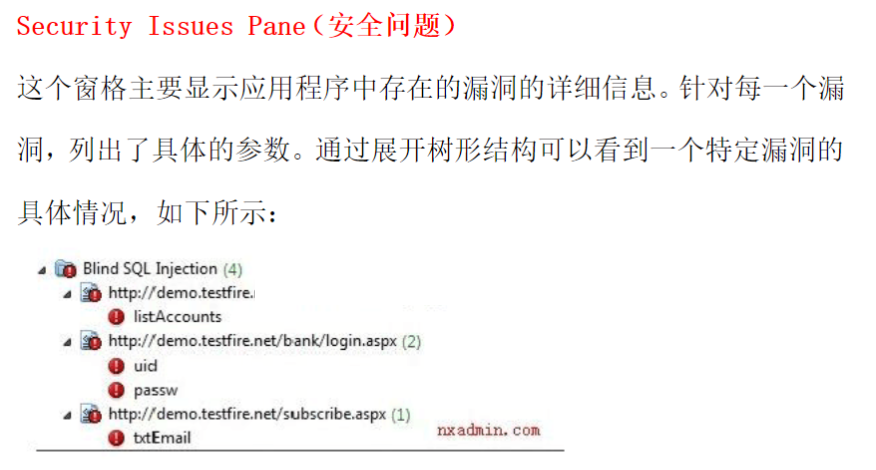 Security Issues Pane（安全问题）
这个窗格主要显示应用程序中存在的漏洞的详细信息。针对每一个漏
洞，列出了具体的参数。通过展开树形结构可以看到一个特定漏洞的
具体情况，如下所示：
Blind SQL Injection (4)
http://demo.testfire.
listAccounts
http://demo.testfire.net/bank/login.aspx (2)
uid
passw
http://demo.testfire.net/subscribe.aspx (1)
txtEmail
nxadmin.com